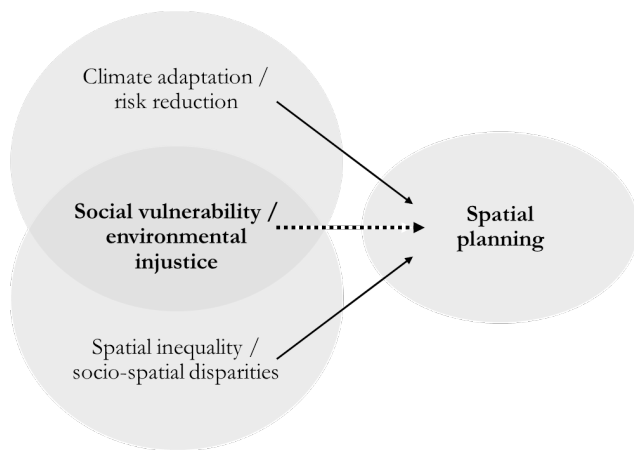 Climate adaptation /
risk reduction
Social vulnerability /
environmental
injustice
Spatial
planning
Spatial inequality /
socio-spatial disparities